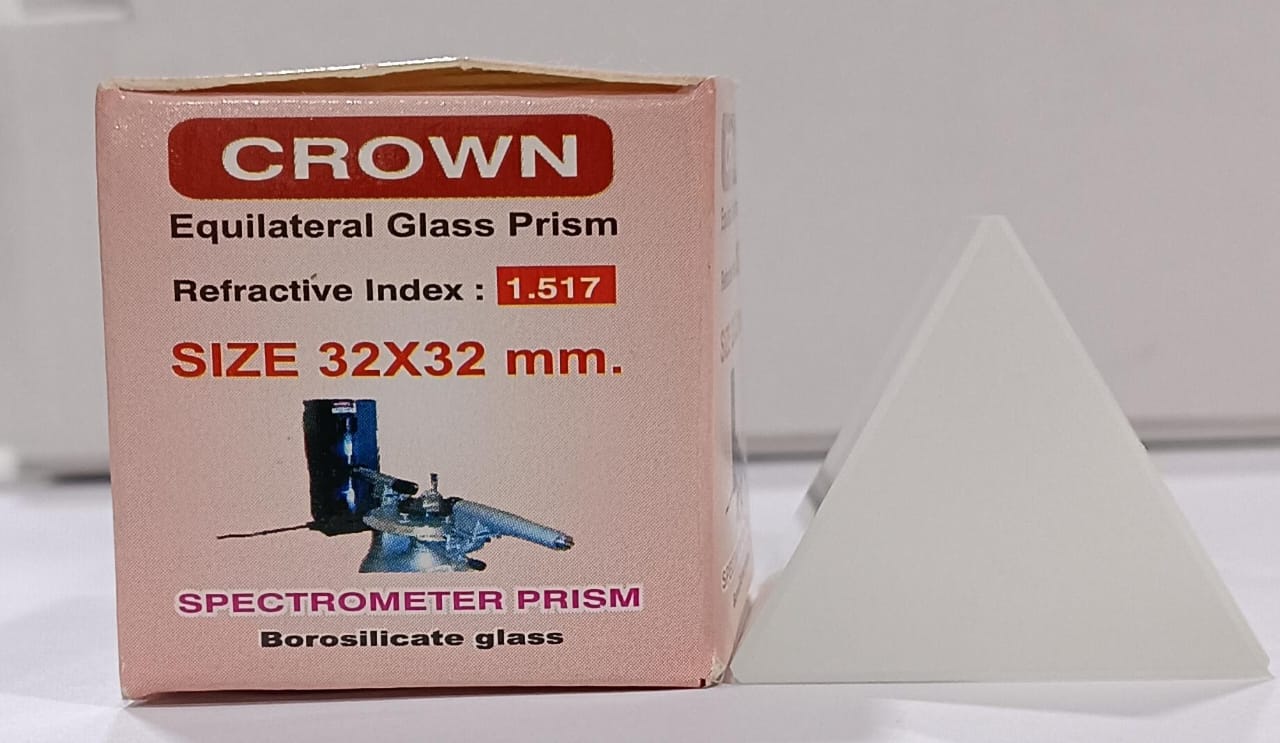 CROWN
Equilateral Glass Prism
Refractive Index : 1.517
SIZE 32X32 mm.
SPECTROMETER PRISM
Borosilicate glass